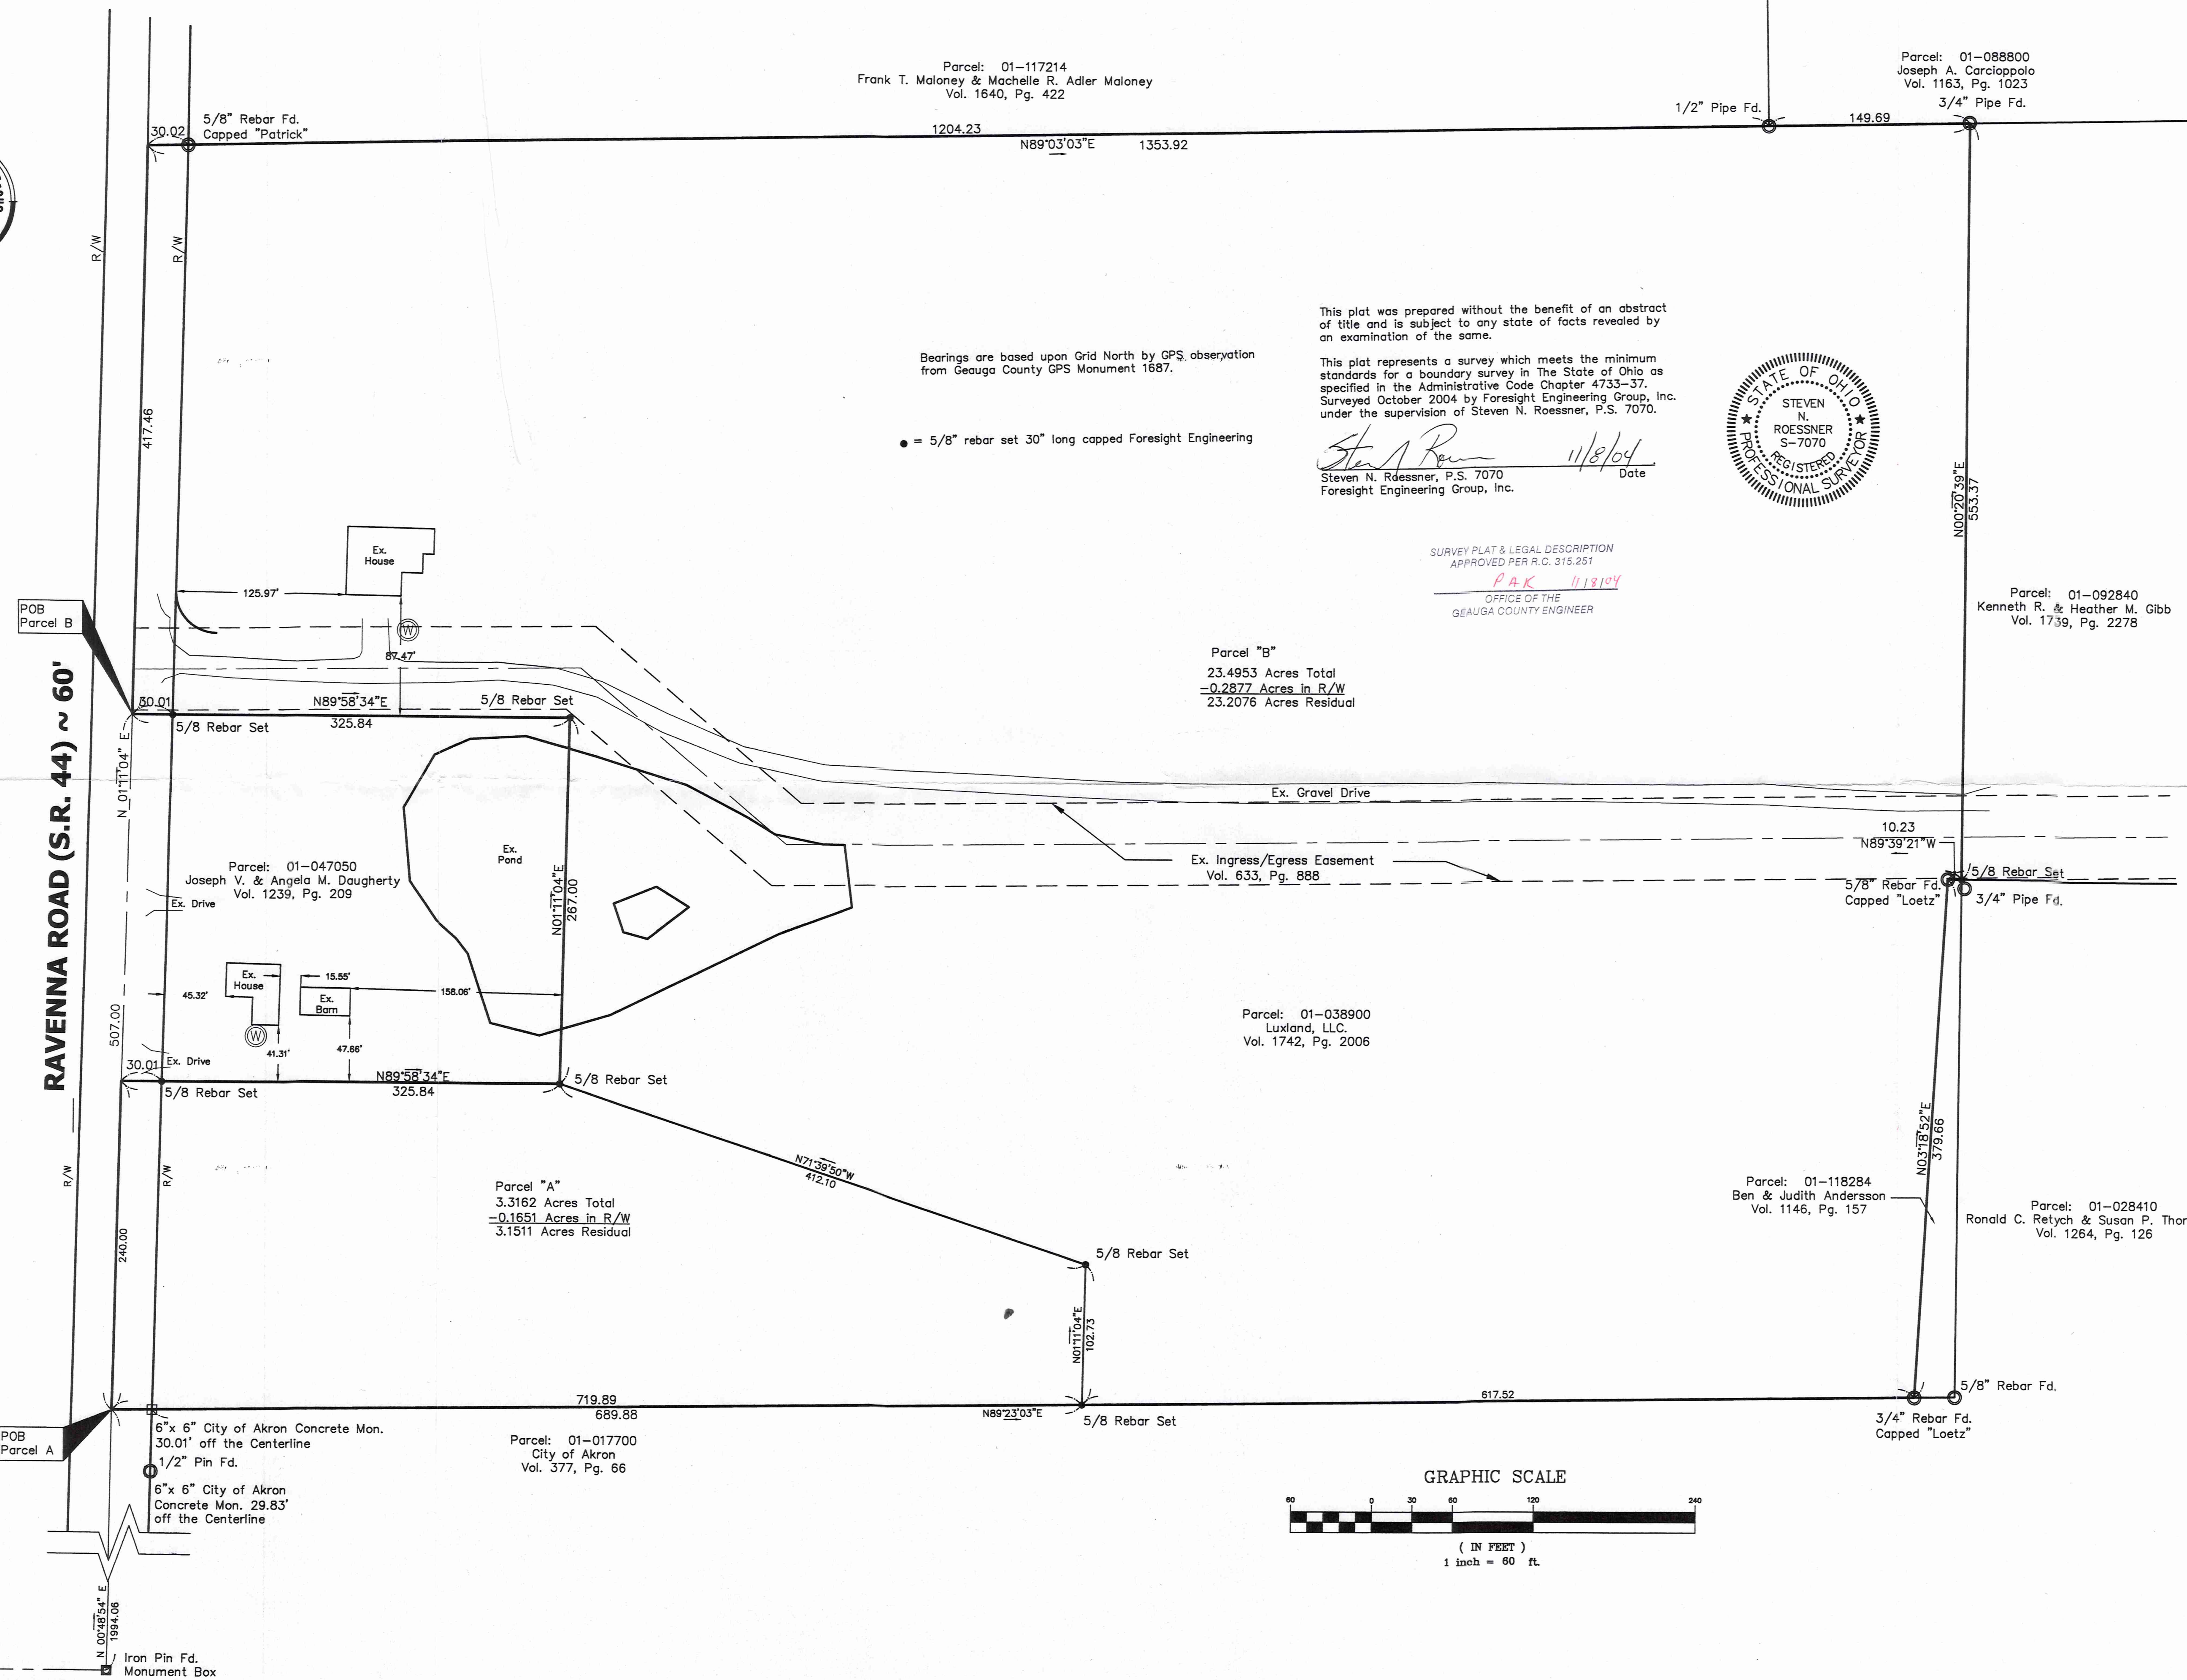 Parcel: 01-117214
Frank T. Maloney & Machelle R. Adler Maloney
Vol. 1640, Pg. 422
Parcel: 01-088800
Joseph A. Carcioppolo
Vol. 1163, Pg. 1023
3/4" Pipe Fd.
1/2" Pipe Fd.
5/8" Rebar Fd.
Capped "Patrick"
30.02
1204.23
149.69
N89°03'03"E 1353.92
R/W
R/W
417.46
Bearings are based upon Grid North by GPS observation
from Geauga County GPS Monument 1687.
● = 5/8" rebar set 30" long capped Foresight Engineering
This plat was prepared without the benefit of an abstract
of title and is subject to any state of facts revealed by
an examination of the same.
This plat represents a survey which meets the minimum
standards for a boundary survey in The State of Ohio as
specified in the Administrative Code Chapter 4733-37.
Surveyed October 2004 by Foresight Engineering Group, Inc.
under the supervision of Steven N. Roessner, P.S. 7070.
11/8/04
Steven N. Roessner, P.S. 7070
Date
Foresight Engineering Group, Inc.
STATE OF OHIO
STEVEN
N.
ROESSNER
S-7070
REGISTERED
PROFESSIONAL SURVEYOR
N00°20'39"E
553.37
SURVEY PLAT & LEGAL DESCRIPTION
APPROVED PER R.C. 315.251
PAK 11/8/04
OFFICE OF THE
GEAUGA COUNTY ENGINEER
Ex.
House
125.97'
W
87.47'
POB
Parcel B
Parcel: 01-092840
Kenneth R. & Heather M. Gibb
Vol. 1739, Pg. 2278
Parcel "B"
23.4953 Acres Total
-0.2877 Acres in R/W
23.2076 Acres Residual
30.01
N89°58'34"E
325.84
5/8 Rebar Set
5/8 Rebar Set
RAVENNA ROAD (S.R. 44) ~ 60'
N 01°11'04" E
507.00
Ex. Gravel Drive
Ex. Ingress/Egress Easement
Vol. 633, Pg. 888
10.23
N89°39'21"W
5/8 Rebar Set
5/8" Rebar Fd.
Capped "Loetz"
3/4" Pipe Fd.
Parcel: 01-047050
Joseph V. & Angela M. Daugherty
Vol. 1239, Pg. 209
Ex. Drive
Ex.
Pond
N01°11'04"E
267.00
Ex.
House
45.32'
15.55'
Ex.
Barn
158.06'
W
41.31'
47.66'
Ex. Drive
30.01
5/8 Rebar Set
N89°58'34"E
325.84
5/8 Rebar Set
Parcel: 01-038900
Luxland, LLC.
Vol. 1742, Pg. 2006
N71°39'50"W
412.10
R/W
R/W
240.00
Parcel "A"
3.3162 Acres Total
-0.1651 Acres in R/W
3.1511 Acres Residual
5/8 Rebar Set
N01°11'04"E
102.73
N03°18'52"E
379.66
Parcel: 01-118284
Ben & Judith Andersson
Vol. 1146, Pg. 157
Parcel: 01-028410
Ronald C. Retych & Susan P. Thor
Vol. 1264, Pg. 126
719.89
689.88
N89°23'03"E
5/8 Rebar Set
617.52
5/8" Rebar Fd.
3/4" Rebar Fd.
Capped "Loetz"
POB
Parcel A
6"x 6" City of Akron Concrete Mon.
30.01' off the Centerline
1/2" Pin Fd.
6"x 6" City of Akron
Concrete Mon. 29.83'
off the Centerline
Parcel: 01-017700
City of Akron
Vol. 377, Pg. 66
GRAPHIC SCALE
60 0 30 60 120 240
( IN FEET )
1 inch = 60 ft.
N 00°48'54" E
1994.06
Iron Pin Fd.
Monument Box